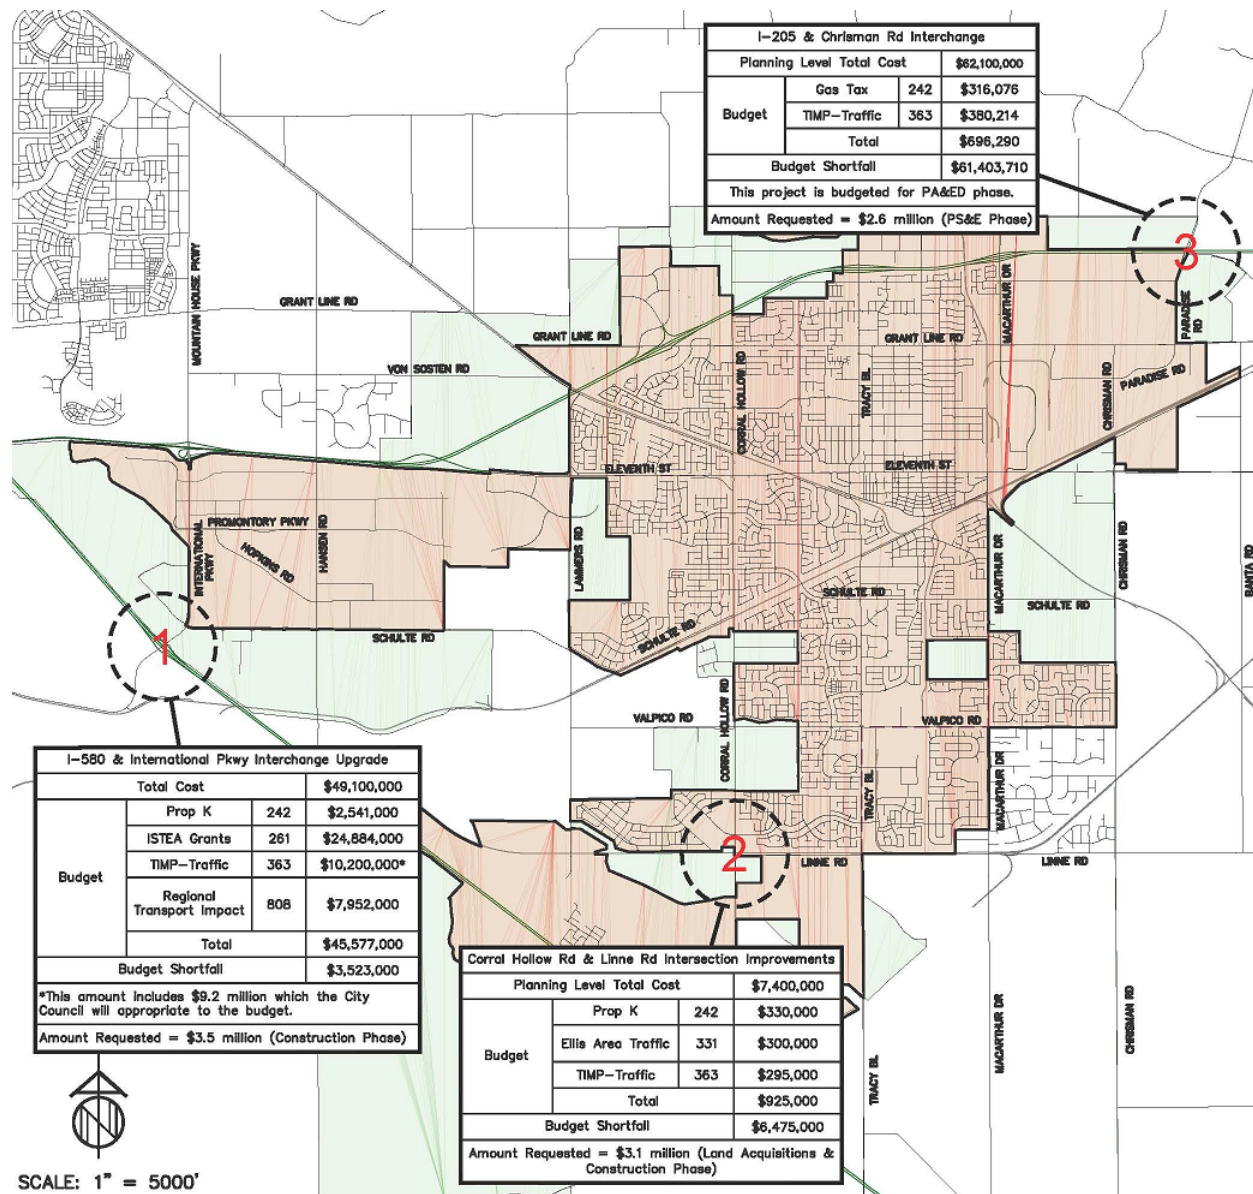 I-205 & Chrisman Rd Interchange
Planning Level Total Cost $62,100,000
Budget
Gas Tax 242 $316,076
TIMP-Traffic 363 $380,214
Total $696,290
Budget Shortfall $61,403,710
This project is budgeted for PA&ED phase.
Amount Requested = $2.6 million (PS&E Phase)
3
MOUNTAIN HOUSE PKWY
GRANT LINE RD
GRANT LINE RD
GRANT LINE RD
MACARTHUR DR
PARADISE RD
VON SOSTEN RD
CORRAL HOLLOW RD
TRACY BL
CHRISMAN RD
PARADISE RD
ELEVENTH ST
ELEVENTH ST
INTERNATIONAL PKWY
PROMONTORY PKWY
HOPKINS RD
HANSEN RD
LAMMERS RD
MACARTHUR DR
CHRISMAN RD
BANTA RD
SCHULTE RD
SCHULTE RD
SCHULTE RD
SCHULTE RD
1
VALPICO RD
CORRAL HOLLOW RD
VALPICO RD
TRACY BL
MACARTHUR DR
2
LINNE RD
LINNE RD
I-580 & International Pkwy Interchange Upgrade
Total Cost $49,100,000
Budget
Prop K 242 $2,541,000
ISTEA Grants 261 $24,884,000
TIMP-Traffic 363 $10,200,000*
Regional
Transport Impact 808 $7,952,000
Total $45,577,000
Budget Shortfall $3,523,000
*This amount includes $9.2 million which the City
Council will appropriate to the budget.
Amount Requested = $3.5 million (Construction Phase)
Corral Hollow Rd & Linne Rd Intersection Improvements
Planning Level Total Cost $7,400,000
Budget
Prop K 242 $330,000
Ellis Area Traffic 331 $300,000
TIMP-Traffic 363 $295,000
Total $925,000
Budget Shortfall $6,475,000
Amount Requested = $3.1 million (Land Acquisitions &
Construction Phase)
TRACY BL
MACARTHUR DR
CHRISMAN RD
N
SCALE: 1" = 5000'